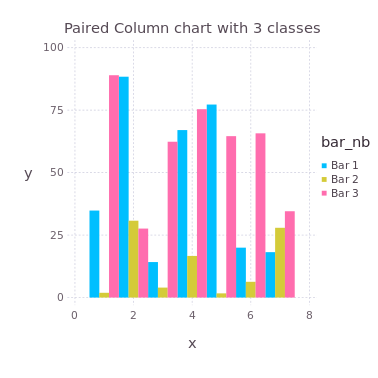 Paired Column chart with 3 classes
100
75
50
25
0
y
0 2 4 6 8
x
bar_nb
Bar 1
Bar 2
Bar 3